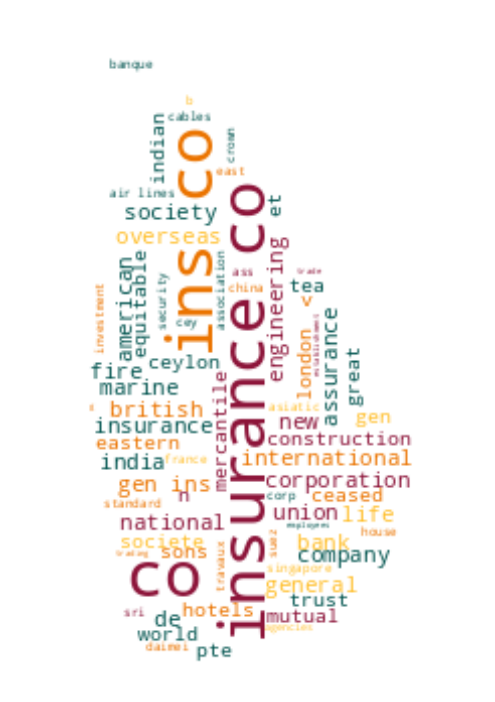 banque
b
cables
indian
ins co
crown
east
air lines
et
society
insurance co
overseas
engineering
american
equitable
security
association
ass
trade
china
tea
v
investment
cey
london
establishment
assurance
great
ceylon
fire
marine
mercantile
british
asiatic
gen
insurance
new
eastern
construction
india
france
international
gen ins
n
corporation
corp
ceased
standard
union
life
national
employees
societe
suez
bank
house
trading
sons
travaux
company
co
singapore
general
trust
sri
hotels
mutual
de
agencies
world
daimei
pte